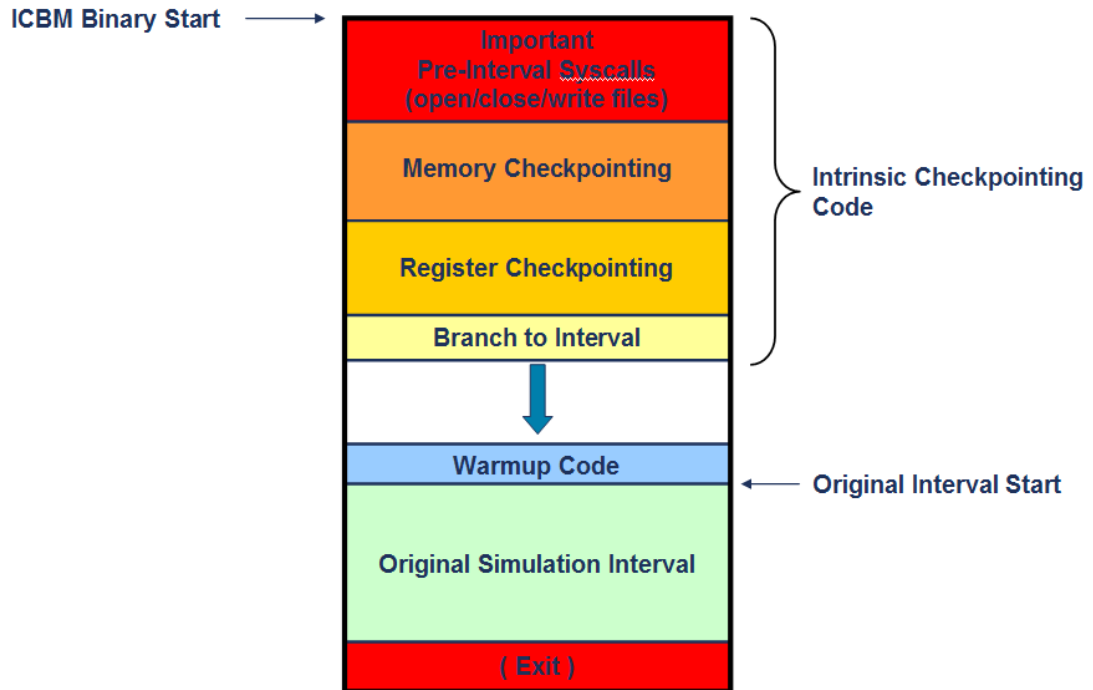 ICBM Binary Start
Important
Pre-Interval Syscalls
(open/close/write files)
Memory Checkpointing
Intrinsic Checkpointing
Code
Register Checkpointing
Branch to Interval
Warmup Code
Original Interval Start
Original Simulation Interval
( Exit )